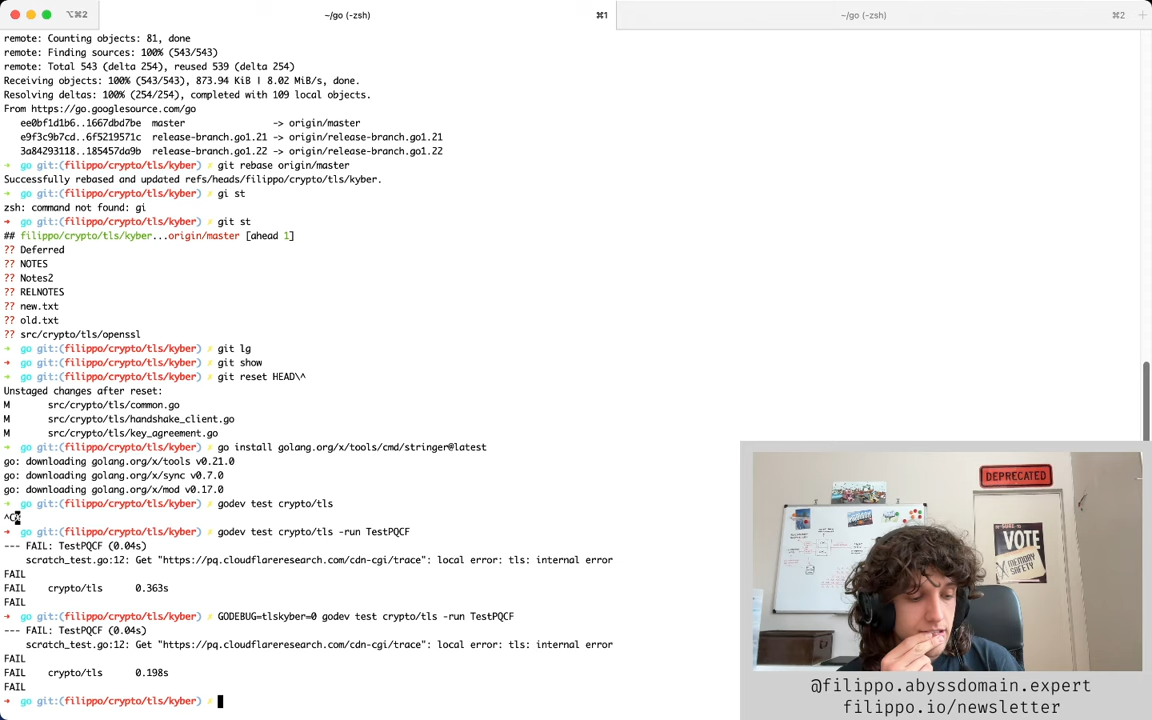 ⌥⌘2
~/go (-zsh)
⌘1
~/go (-zsh)
⌘2
remote: Counting objects: 81, done
remote: Finding sources: 100% (543/543)
remote: Total 543 (delta 254), reused 539 (delta 254)
Receiving objects: 100% (543/543), 873.94 KiB | 8.02 MiB/s, done.
Resolving deltas: 100% (254/254), completed with 109 local objects.
From https://go.googlesource.com/go
ee0bf1d1b6..1667dbd7be master -> origin/master
e9f3c9b7cd..6f5219571c release-branch.go1.21 -> origin/release-branch.go1.21
3a84293118..185457da9b release-branch.go1.22 -> origin/release-branch.go1.22
→ go git:(filippo/crypto/tls/kyber) ✗ git rebase origin/master
Successfully rebased and updated refs/heads/filippo/crypto/tls/kyber.
→ go git:(filippo/crypto/tls/kyber) ✗ gi st
zsh: command not found: gi
→ go git:(filippo/crypto/tls/kyber) ✗ git st
## filippo/crypto/tls/kyber...origin/master [ahead 1]
?? Deferred
?? NOTES
?? Notes2
?? RELNOTES
?? new.txt
?? old.txt
?? src/crypto/tls/openssl
→ go git:(filippo/crypto/tls/kyber) ✗ git lg
→ go git:(filippo/crypto/tls/kyber) ✗ git show
→ go git:(filippo/crypto/tls/kyber) ✗ git reset HEAD\^
Unstaged changes after reset:
M src/crypto/tls/common.go
M src/crypto/tls/handshake_client.go
M src/crypto/tls/key_agreement.go
→ go git:(filippo/crypto/tls/kyber) ✗ go install golang.org/x/tools/cmd/stringer@latest
go: downloading golang.org/x/tools v0.21.0
go: downloading golang.org/x/sync v0.7.0
go: downloading golang.org/x/mod v0.17.0
→ go git:(filippo/crypto/tls/kyber) ✗ godev test crypto/tls
^C%
→ go git:(filippo/crypto/tls/kyber) ✗ godev test crypto/tls -run TestPQCF
--- FAIL: TestPQCF (0.04s)
scratch_test.go:12: Get "https://pq.cloudflareresearch.com/cdn-cgi/trace": local error: tls: internal error
FAIL
FAIL crypto/tls 0.363s
FAIL
→ go git:(filippo/crypto/tls/kyber) ✗ GODEBUG=tlskyber=0 godev test crypto/tls -run TestPQCF
--- FAIL: TestPQCF (0.04s)
scratch_test.go:12: Get "https://pq.cloudflareresearch.com/cdn-cgi/trace": local error: tls: internal error
FAIL
FAIL crypto/tls 0.198s
FAIL
→ go git:(filippo/crypto/tls/kyber) ✗
DEPRECATED
VOTE
MEMORY
SAFETY
@filippo.abyssdomain.expert
filippo.io/newsletter